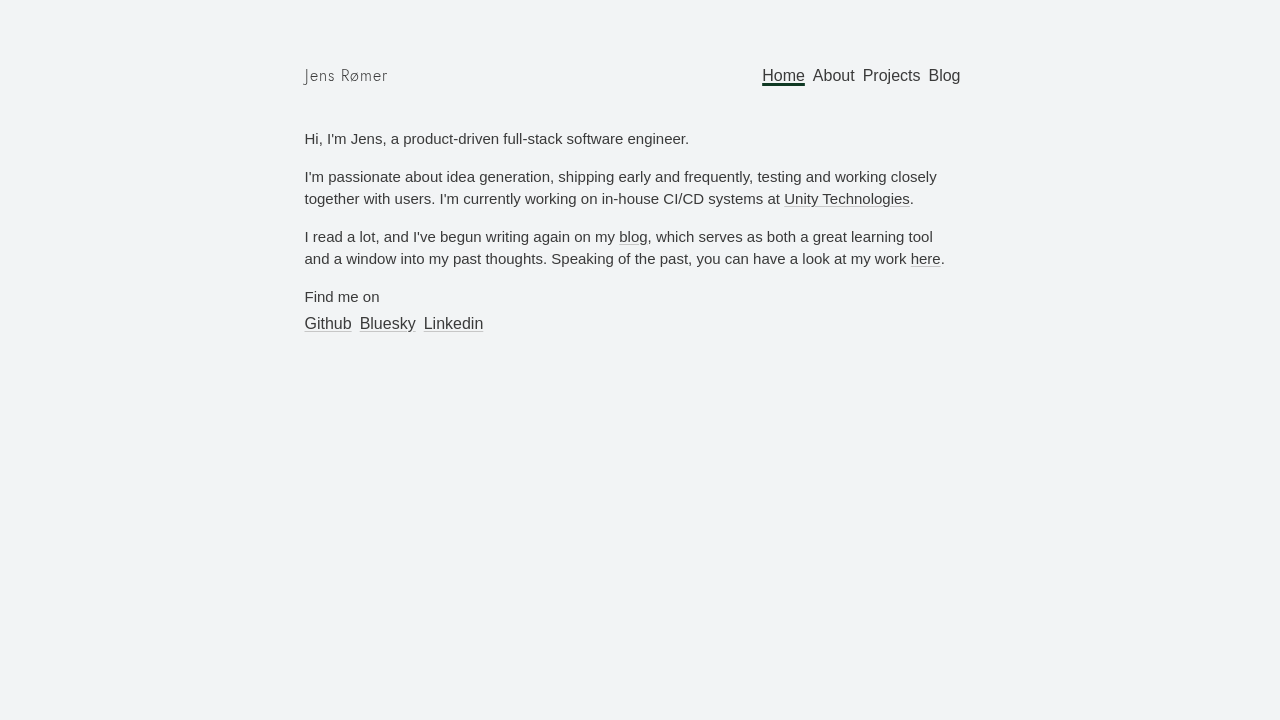 Jens Rømer
Home About Projects Blog
Hi, I'm Jens, a product-driven full-stack software engineer.
I'm passionate about idea generation, shipping early and frequently, testing and working closely
together with users. I'm currently working on in-house CI/CD systems at Unity Technologies.
I read a lot, and I've begun writing again on my blog, which serves as both a great learning tool
and a window into my past thoughts. Speaking of the past, you can have a look at my work here.
Find me on
Github Bluesky Linkedin